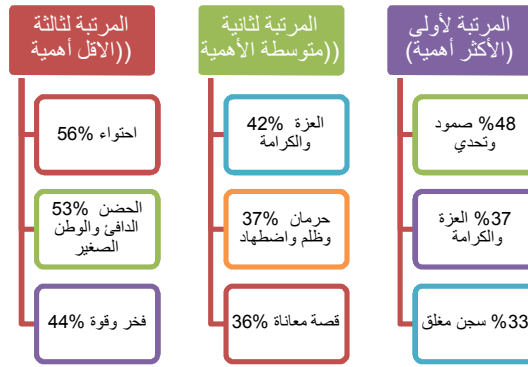 المرتبة لأولى
(الأكثر أهمية)
48% صمود
وتحدي
37% العزة
والكرامة
33% سجن مغلق
المرتبة لثانية
((متوسطة الأهمية
العزة 42%
والكرامة
حرمان 37%
وظلم واضطهاد
قصة معاناة 36%
المرتبة لثالثة
((الاقل أهمية
احتواء 56%
الحضن 53%
الدافئ والوطن
الصغير
فخر وقوة 44%